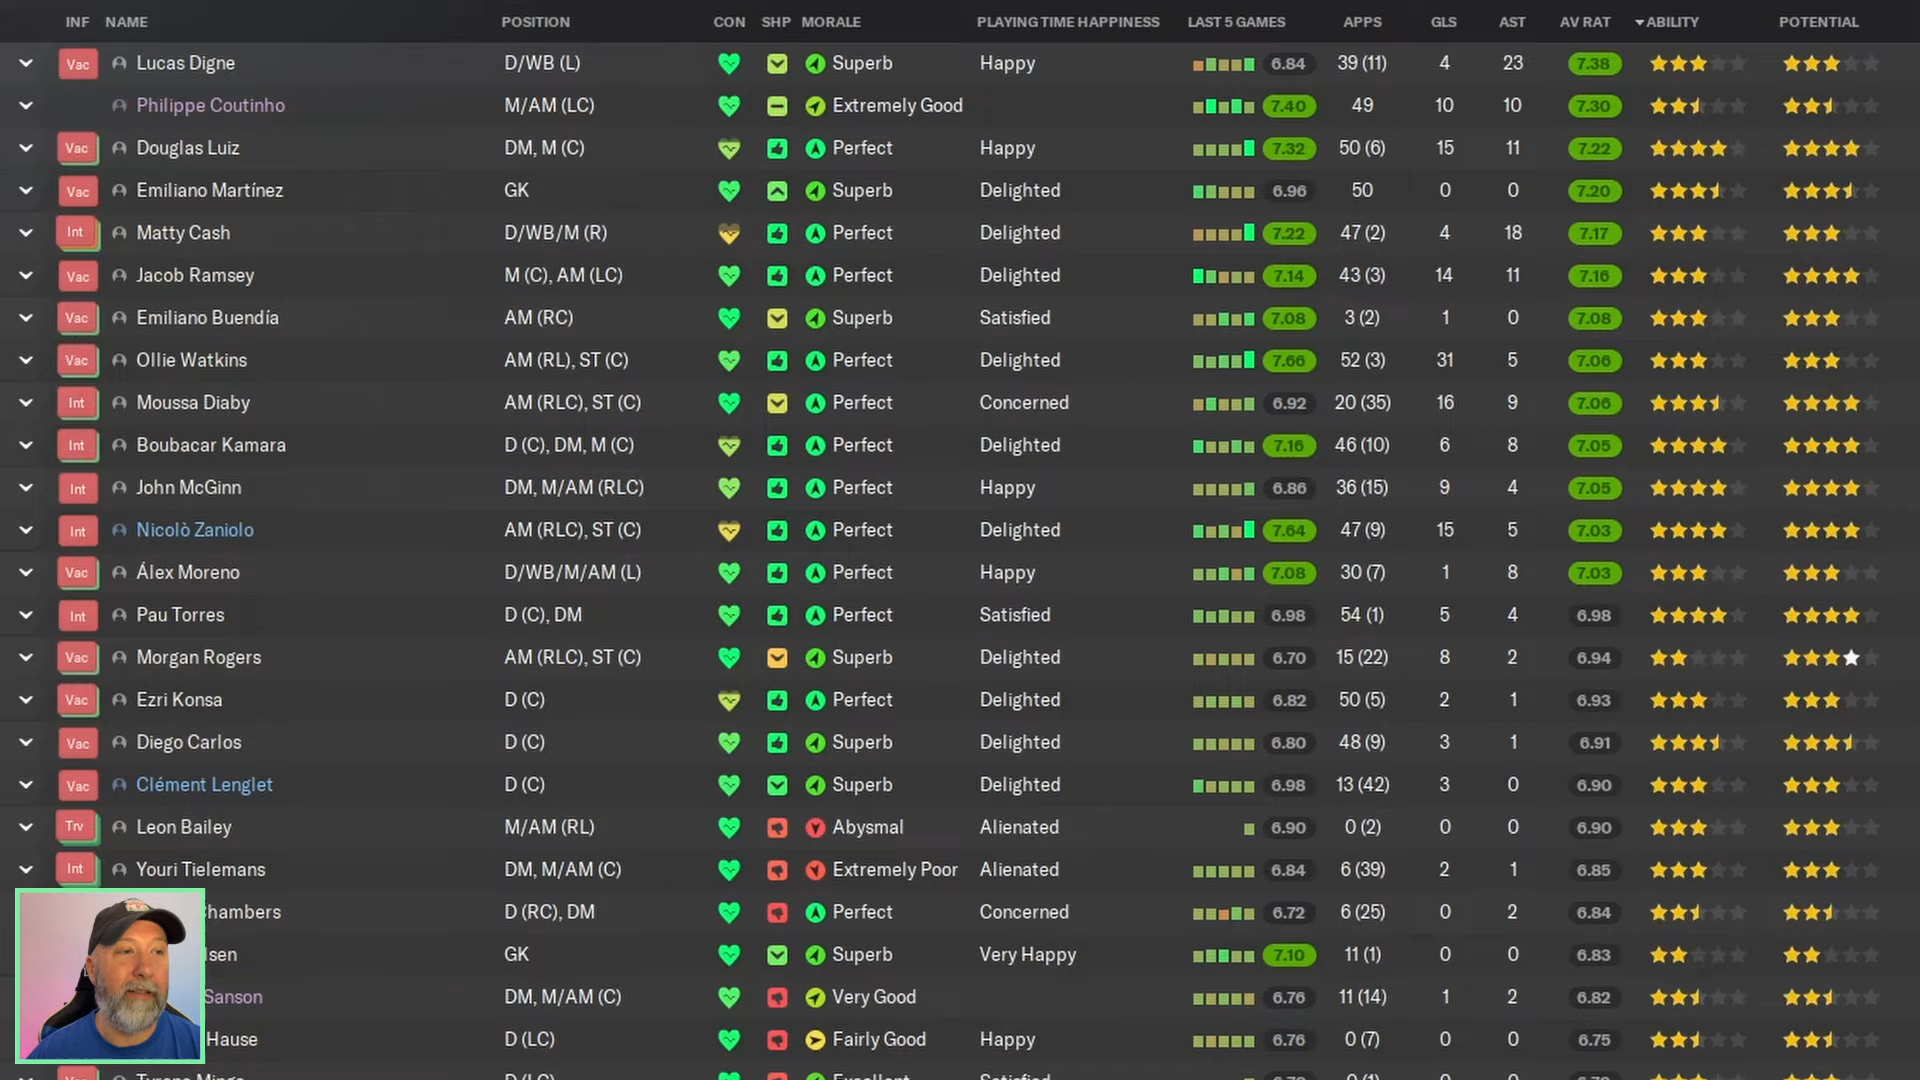 INF NAME POSITION CON SHP MORALE PLAYING TIME HAPPINESS LAST 5 GAMES APPS GLS AST AV RAT ABILITY POTENTIAL
Vac Lucas Digne D/WB (L) Superb Happy 6.84 39 (11) 4 23 7.38
Philippe Coutinho M/AM (LC) Extremely Good 7.40 49 10 10 7.30
Vac Douglas Luiz DM, M (C) Perfect Happy 7.32 50 (6) 15 11 7.22
Vac Emiliano Martínez GK Superb Delighted 6.96 50 0 0 7.20
Int Matty Cash D/WB/M (R) Perfect Delighted 7.22 47 (2) 4 18 7.17
Vac Jacob Ramsey M (C), AM (LC) Perfect Delighted 7.14 43 (3) 14 11 7.16
Vac Emiliano Buendía AM (RC) Superb Satisfied 7.08 3 (2) 1 0 7.08
Vac Ollie Watkins AM (RL), ST (C) Perfect Delighted 7.66 52 (3) 31 5 7.06
Int Moussa Diaby AM (RLC), ST (C) Perfect Concerned 6.92 20 (35) 16 9 7.06
Int Boubacar Kamara D (C), DM, M (C) Perfect Delighted 7.16 46 (10) 6 8 7.05
Int John McGinn DM, M/AM (RLC) Perfect Happy 6.86 36 (15) 9 4 7.05
Int Nicolò Zaniolo AM (RLC), ST (C) Perfect Delighted 7.64 47 (9) 15 5 7.03
Vac Álex Moreno D/WB/M/AM (L) Perfect Happy 7.08 30 (7) 1 8 7.03
Int Pau Torres D (C), DM Perfect Satisfied 6.98 54 (1) 5 4 6.98
Vac Morgan Rogers AM (RLC), ST (C) Superb Delighted 6.70 15 (22) 8 2 6.94
Vac Ezri Konsa D (C) Perfect Delighted 6.82 50 (5) 2 1 6.93
Vac Diego Carlos D (C) Superb Delighted 6.80 48 (9) 3 1 6.91
Vac Clément Lenglet D (C) Superb Delighted 6.98 13 (42) 3 0 6.90
Trv Leon Bailey M/AM (RL) Abysmal Alienated 6.90 0 (2) 0 0 6.90
Int Youri Tielemans DM, M/AM (C) Extremely Poor Alienated 6.84 6 (39) 2 1 6.85
hambers D (RC), DM Perfect Concerned 6.72 6 (25) 0 2 6.84
lsen GK Superb Very Happy 7.10 11 (1) 0 0 6.83
Sanson DM, M/AM (C) Very Good 6.76 11 (14) 1 2 6.82
Hause D (LC) Fairly Good Happy 6.76 0 (7) 0 0 6.75